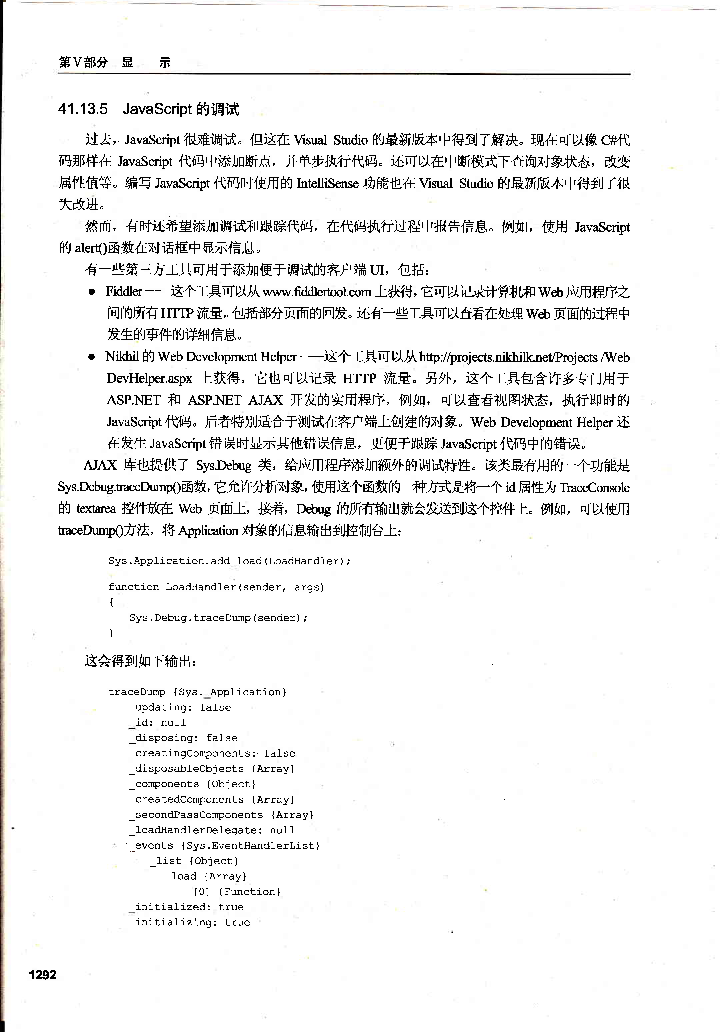 第Ⅴ部分 显 示
41.13.5 JavaScript 的调试
过去，JavaScript 很难调试。但这在 Visual Studio 的最新版本中得到了解决。现在可以像 C#代
码那样在 JavaScript 代码中添加断点，并单步执行代码。还可以在中断模式下查询对象状态，改变
属性值等。编写 JavaScript 代码时使用的 IntelliSense 功能也在 Visual Studio 的最新版本中得到了很
大改进。
然而，有时还希望添加调试和跟踪代码，在代码执行过程中报告信息。例如，使用 JavaScript
的 alert()函数在对话框中显示信息。
有一些第三方工具可用于添加便于调试的客户端 UI，包括：
● Fiddler——这个工具可以从 www.fiddlertool.com 上获得，它可以记录计算机和 Web 应用程序之
间的所有 HTTP 流量，包括部分页面的回发。还有一些工具可以查看在处理 Web 页面的过程中
发生的事件的详细信息。
● Nikhil 的 Web Development Helper——这个工具可以从 http://projects.nikhilk.net/Projects /Web
DevHelper.aspx 上获得，它也可以记录 HTTP 流量。另外，这个工具包含许多专门用于
ASP.NET 和 ASP.NET AJAX 开发的实用程序，例如，可以查看视图状态，执行即时的
JavaScript 代码。后者特别适合于测试在客户端上创建的对象。Web Development Helper 还
在发生 JavaScript 错误时显示其他错误信息，更便于跟踪 JavaScript 代码中的错误。
AJAX 库也提供了 Sys.Debug 类，给应用程序添加额外的调试特性。该类最有用的一个功能是
Sys.Debug.traceDump()函数，它允许分析对象，使用这个函数的一种方式是将一个 id 属性为 TraceConsole
的 textarea 控件放在 Web 页面上，接着，Debug 的所有输出就会发送到这个控件上。例如，可以使用
traceDump()方法，将 Application 对象的信息输出到控制台上：
Sys.Application.add_load(LoadHandler);
function LoadHandler(sender, args)
{
Sys.Debug.traceDump(sender);
}
这会得到如下输出：
traceDump {Sys._Application}
_updating: false
_id: null
_disposing: false
_creatingComponents: false
_disposableObjects {Array}
_components {Object}
_createdComponents {Array}
_secondPassComponents {Array}
_loadHandlerDelegate: null
_events {Sys.EventHandlerList}
_list {Object}
load {Array}
[0] {Function}
_initialized: true
_initializing: true
1292